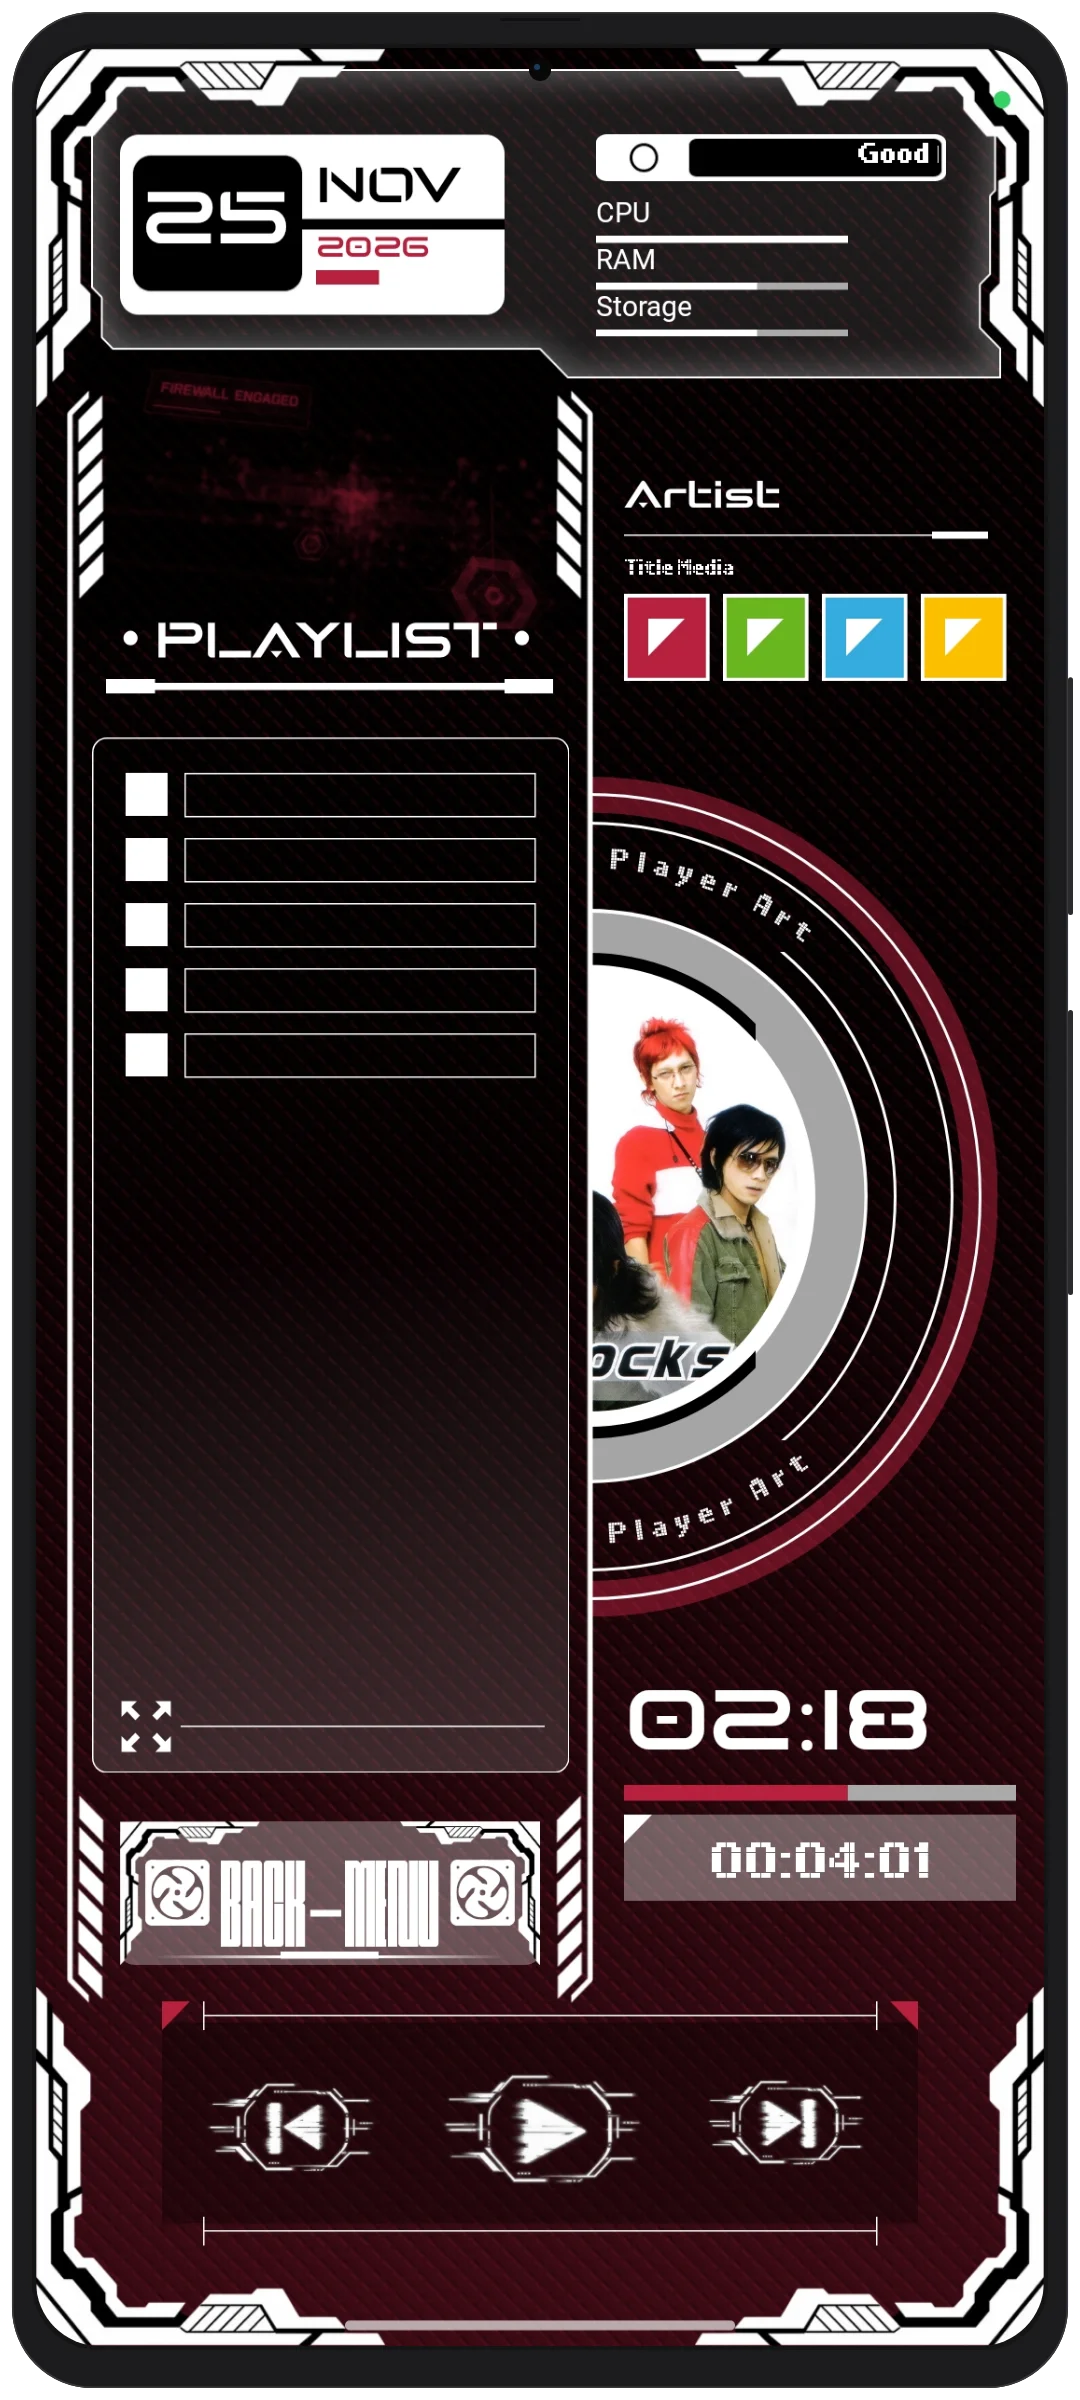 25
NOV
2026
Good
CPU
RAM
Storage
FIREWALL ENGAGED
Artist
Title Media
• PLAYLIST •
Player Art
ocks
Player Art
02:18
00:04:01
BACK-MENU